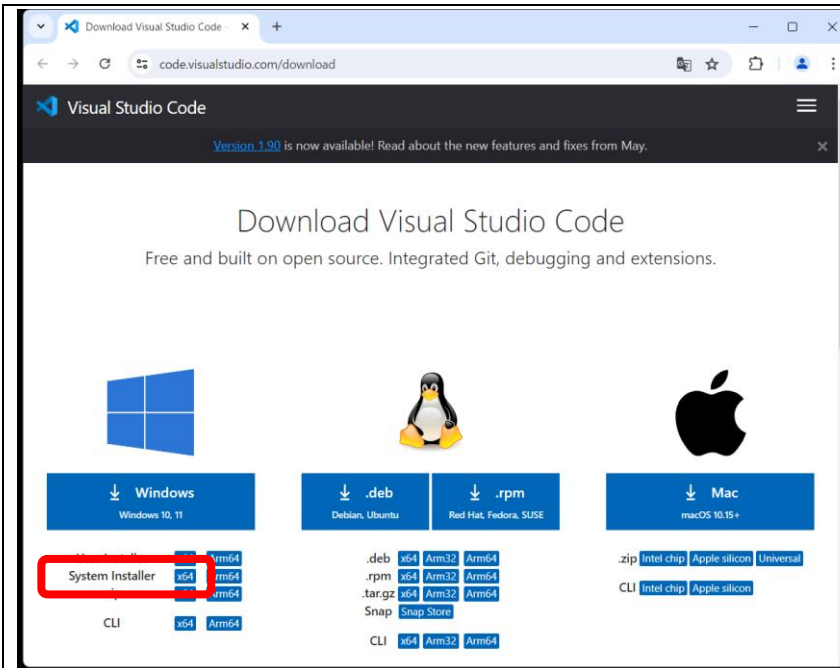 Download Visual Studio Code -
code.visualstudio.com/download
Visual Studio Code
Version 1.90 is now available! Read about the new features and fixes from May.
Download Visual Studio Code
Free and built on open source. Integrated Git, debugging and extensions.
Windows
Windows 10, 11
x64 Arm64
System Installer x64 Arm64
x64 Arm64
CLI x64 Arm64
.deb
Debian, Ubuntu
.rpm
Red Hat, Fedora, SUSE
.deb x64 Arm32 Arm64
.rpm x64 Arm32 Arm64
.tar.gz x64 Arm32 Arm64
Snap Snap Store
CLI x64 Arm32 Arm64
Mac
macOS 10.15+
.zip Intel chip Apple silicon Universal
CLI Intel chip Apple silicon